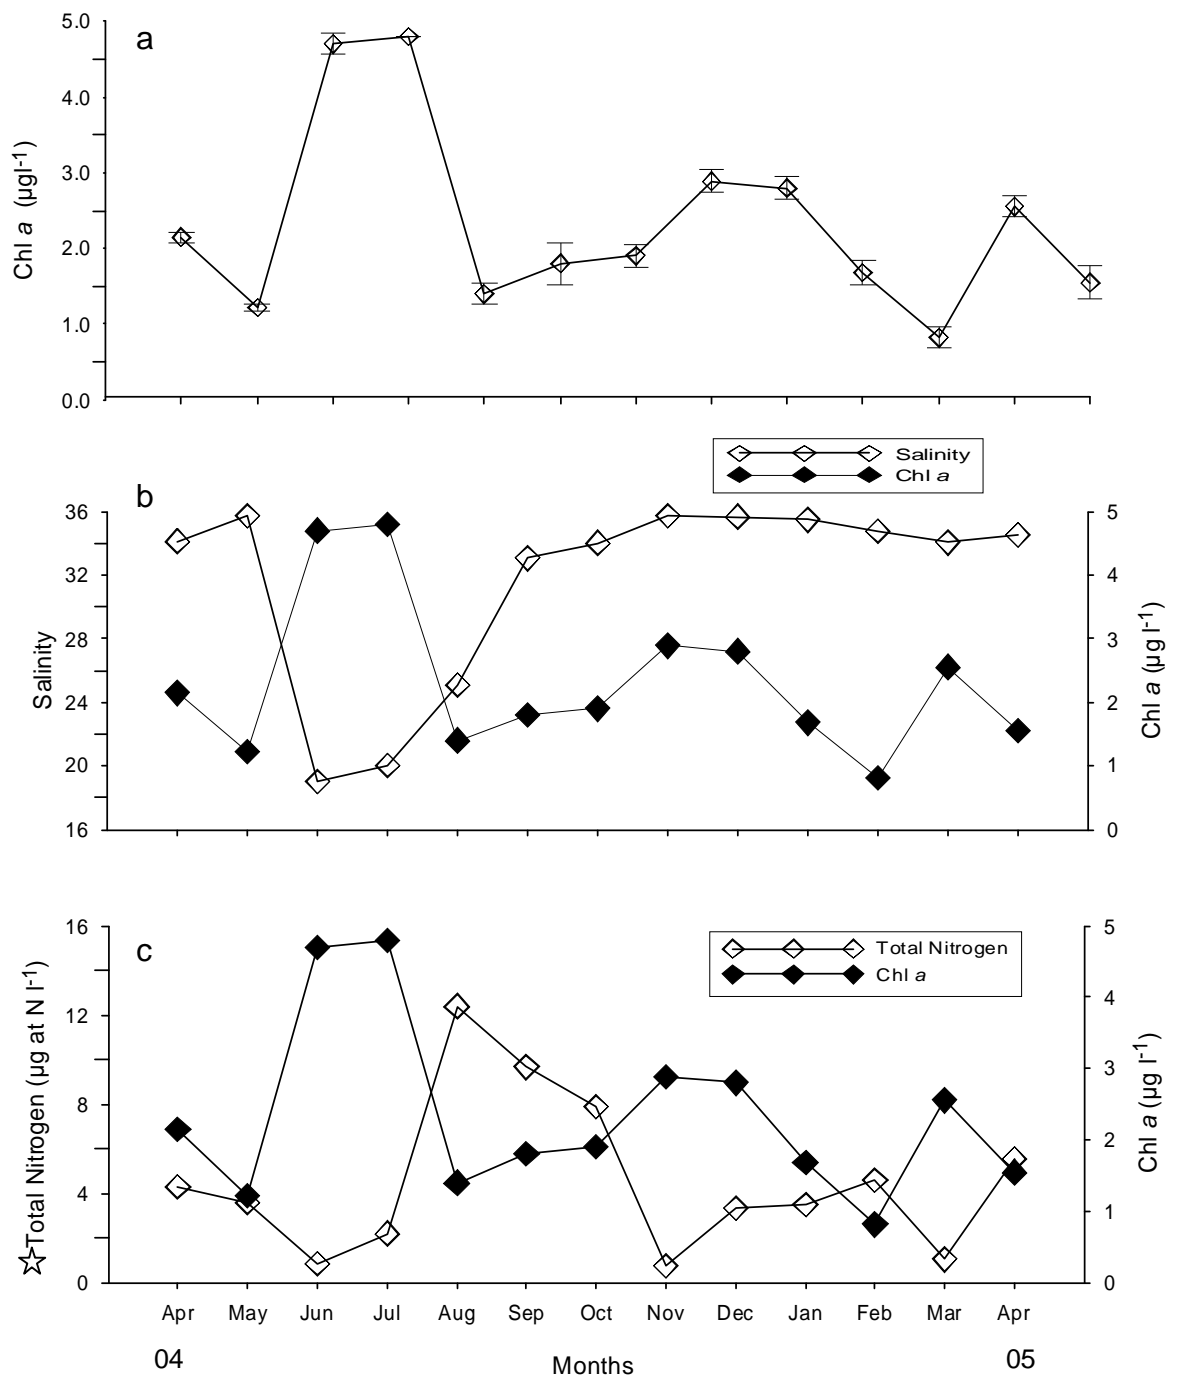 a
5.0
4.0
3.0
2.0
1.0
0.0
Chl a (µgl-1)
Salinity
Chl a
b
36
32
28
24
20
16
Salinity
5
4
3
2
1
0
Chl a (µg l-1)
c
Total Nitrogen
Chl a
16
12
8
4
0
☆Total Nitrogen (µg at N l-1)
5
4
3
2
1
0
Chl a (µg l-1)
Apr May Jun Jul Aug Sep Oct Nov Dec Jan Feb Mar Apr
04 Months 05